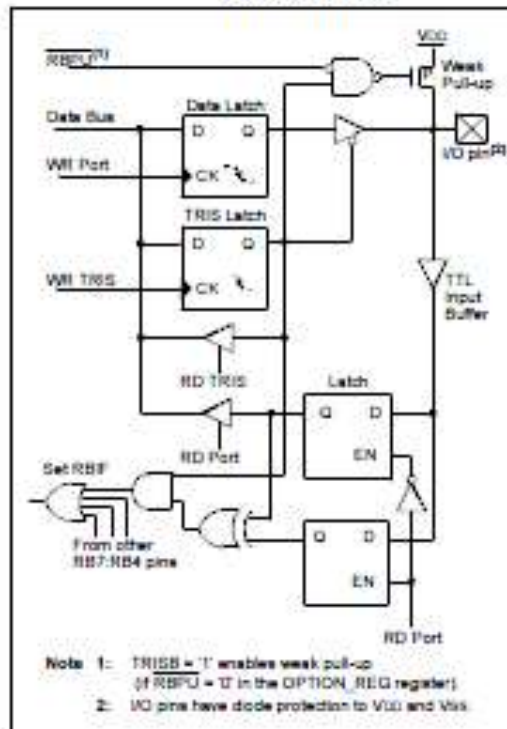 VDD
RBPU(1)
Weak
Pull-up
Data Bus
Data Latch
D Q
I/O pin(2)
WR Port
CK
TRIS Latch
D Q
WR TRIS
CK
TTL
Input
Buffer
RD TRIS
Latch
Q D
RD Port
EN
Set RBIF
From other
RB7:RB4 pins
Q D
EN
RD Port
Note 1: TRISB = '1' enables weak pull-up
(if RBPU = '0' in the OPTION_REG register).
2: I/O pins have diode protection to VDD and VSS.